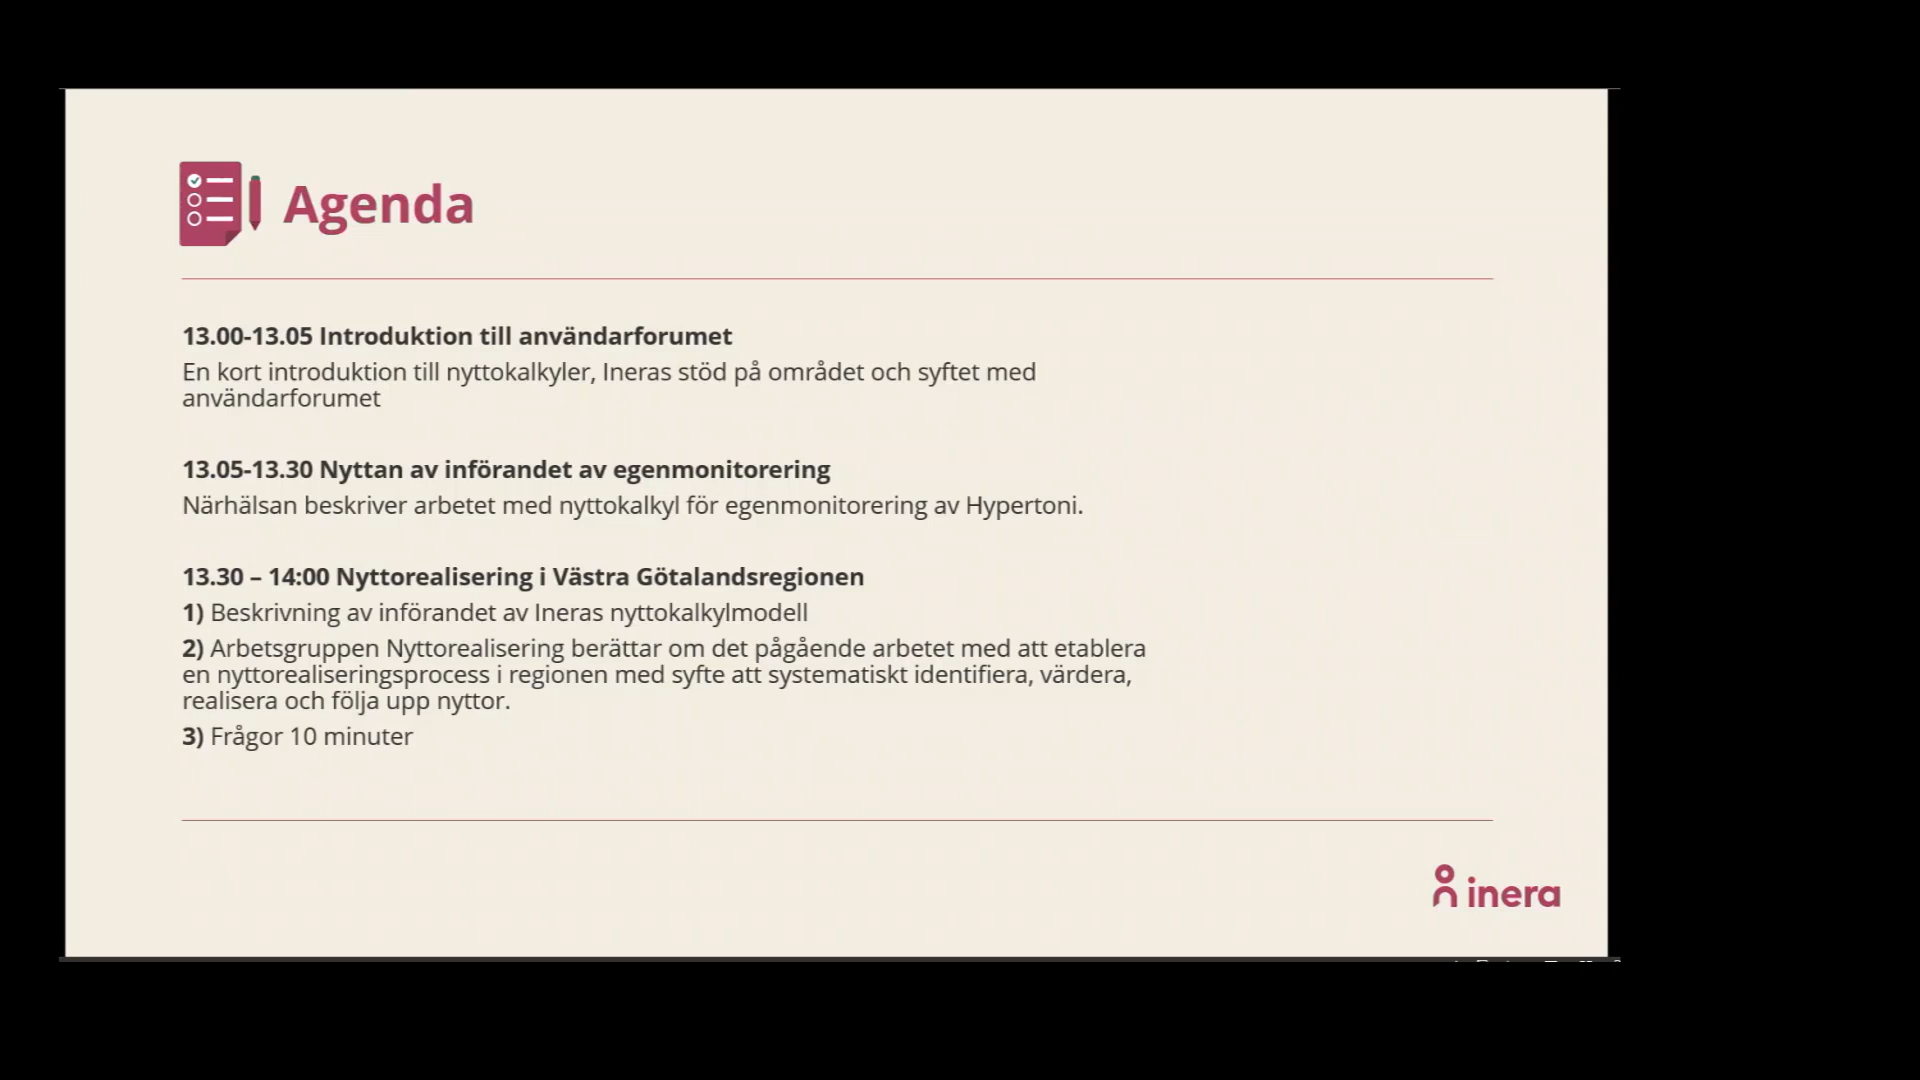 Agenda
13.00-13.05 Introduktion till användarforumet
En kort introduktion till nyttokalkyler, Ineras stöd på området och syftet med
användarforumet
13.05-13.30 Nyttan av införandet av egenmonitorering
Närhälsan beskriver arbetet med nyttokalkyl för egenmonitorering av Hypertoni.
13.30 – 14:00 Nyttorealisering i Västra Götalandsregionen
1) Beskrivning av införandet av Ineras nyttokalkylmodell
2) Arbetsgruppen Nyttorealisering berättar om det pågående arbetet med att etablera
en nyttorealiseringsprocess i regionen med syfte att systematiskt identifiera, värdera,
realisera och följa upp nyttor.
3) Frågor 10 minuter
inera